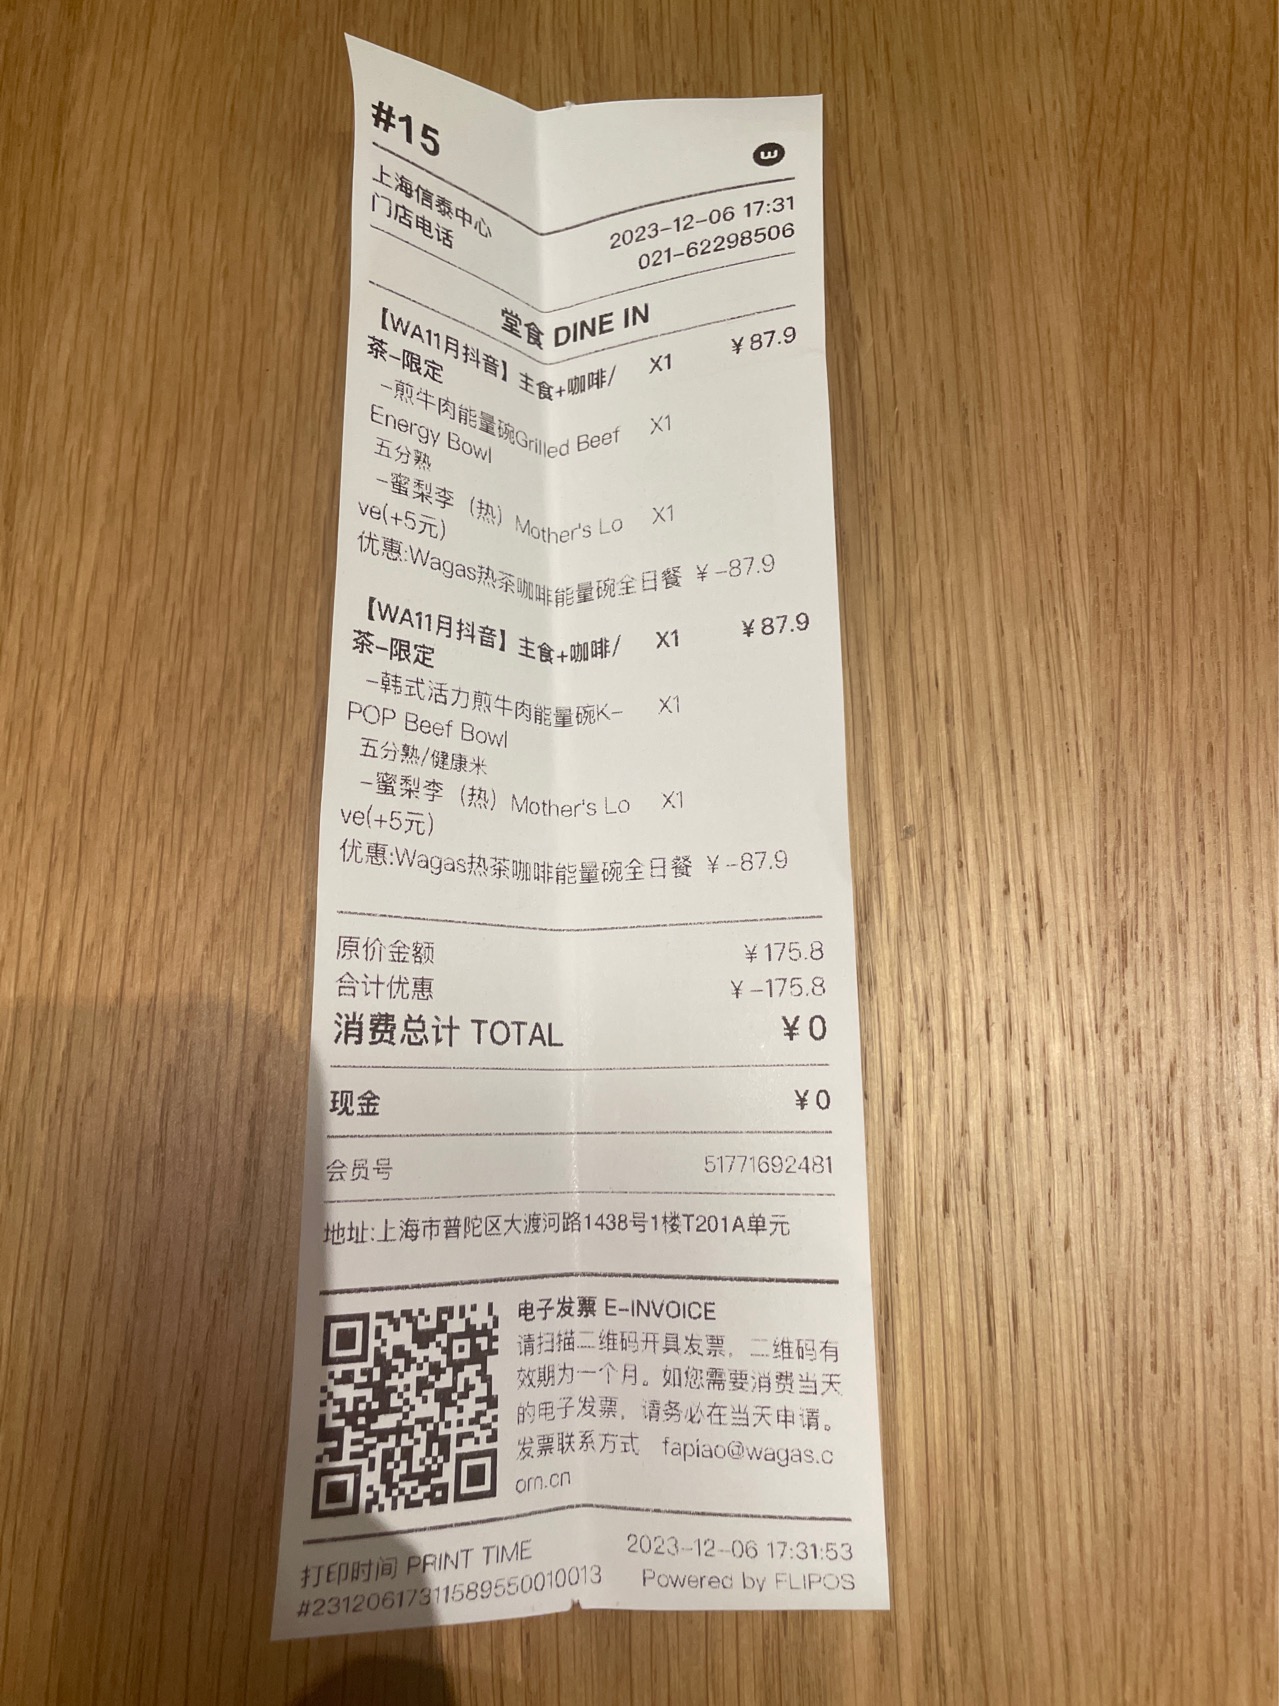 #15
上海信泰中心 2023-12-06 17:31
门店电话 021-62298506
堂食 DINE IN
【WA11月抖音】主食+咖啡/ X1 ¥87.9
茶-限定
-煎牛肉能量碗Grilled Beef X1
Energy Bowl
五分熟
-蜜梨李（热）Mother's Lo X1
ve(+5元)
优惠:Wagas热茶咖啡能量碗全日餐 ¥-87.9
【WA11月抖音】主食+咖啡/ X1 ¥87.9
茶-限定
-韩式活力煎牛肉能量碗K- X1
POP Beef Bowl
五分熟/健康米
-蜜梨李（热）Mother's Lo X1
ve(+5元)
优惠:Wagas热茶咖啡能量碗全日餐 ¥-87.9
原价金额 ¥175.8
合计优惠 ¥-175.8
消费总计 TOTAL ¥0
现金 ¥0
会员号 51771692481
地址:上海市普陀区大渡河路1438号1楼T201A单元
电子发票 E-INVOICE
请扫描二维码开具发票，二维码有
效期为一个月。如您需要消费当天
的电子发票，请务必在当天申请。
发票联系方式 fapiao@wagas.c
om.cn
打印时间 PRINT TIME 2023-12-06 17:31:53
#231206173115895500​10013 Powered by FLIPOS